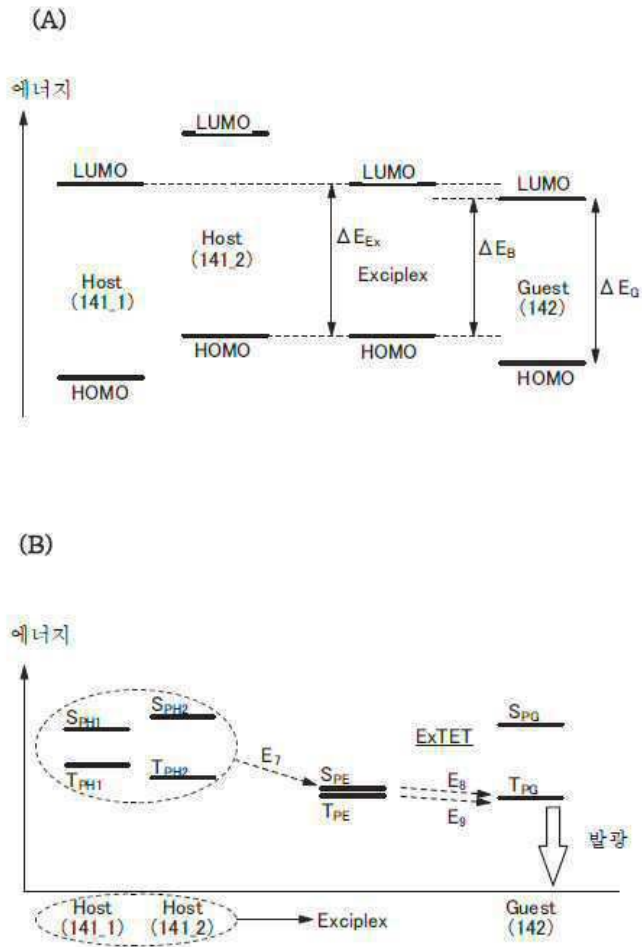 (A)
에너지
LUMO
LUMO
LUMO
LUMO
Host
(141_2)
ΔE_Ex
ΔE_B
Host
(141_1)
Exciplex
Guest
(142)
ΔE_G
HOMO
HOMO
HOMO
HOMO
(B)
에너지
S_PH1
S_PH2
S_PG
ExTET
E_7
T_PH1
T_PH2
S_PE
E_8
T_PG
T_PE
E_9
발광
Host
(141_1)
Host
(141_2)
Exciplex
Guest
(142)